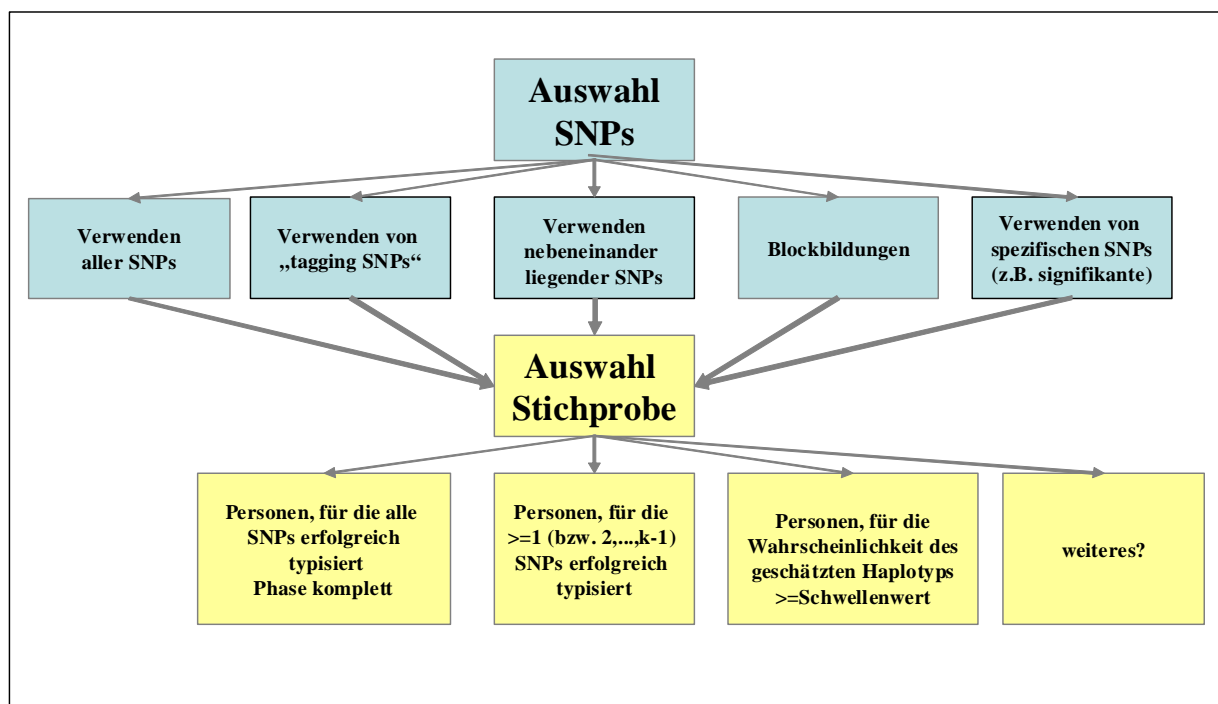 Auswahl
SNPs
Verwenden
aller SNPs
Verwenden von
„tagging SNPs“
Verwenden
nebeneinander
liegender SNPs
Blockbildungen
Verwenden von
spezifischen SNPs
(z.B. signifikante)
Auswahl
Stichprobe
Personen, für die alle
SNPs erfolgreich
typisiert
Phase komplett
Personen, für die
>=1 (bzw. 2,...,k-1)
SNPs erfolgreich
typisiert
Personen, für die
Wahrscheinlichkeit des
geschätzten Haplotyps
>=Schwellenwert
weiteres?